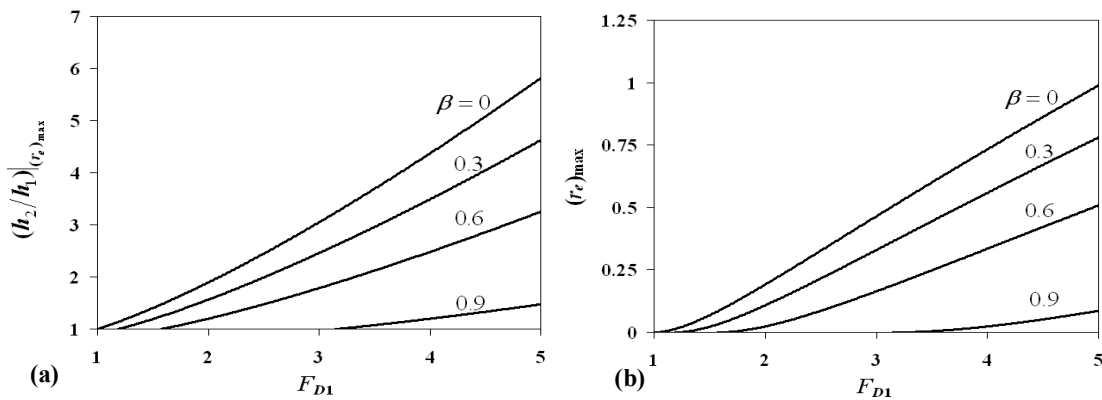 7
6
5
4
3
2
1
(h₂/h₁)|(rₑ)max
β = 0
0.3
0.6
0.9
1 2 3 4 5
(a)
F_D1
1.25
1
0.75
0.5
0.25
0
(rₑ)max
β = 0
0.3
0.6
0.9
1 2 3 4 5
(b)
F_D1